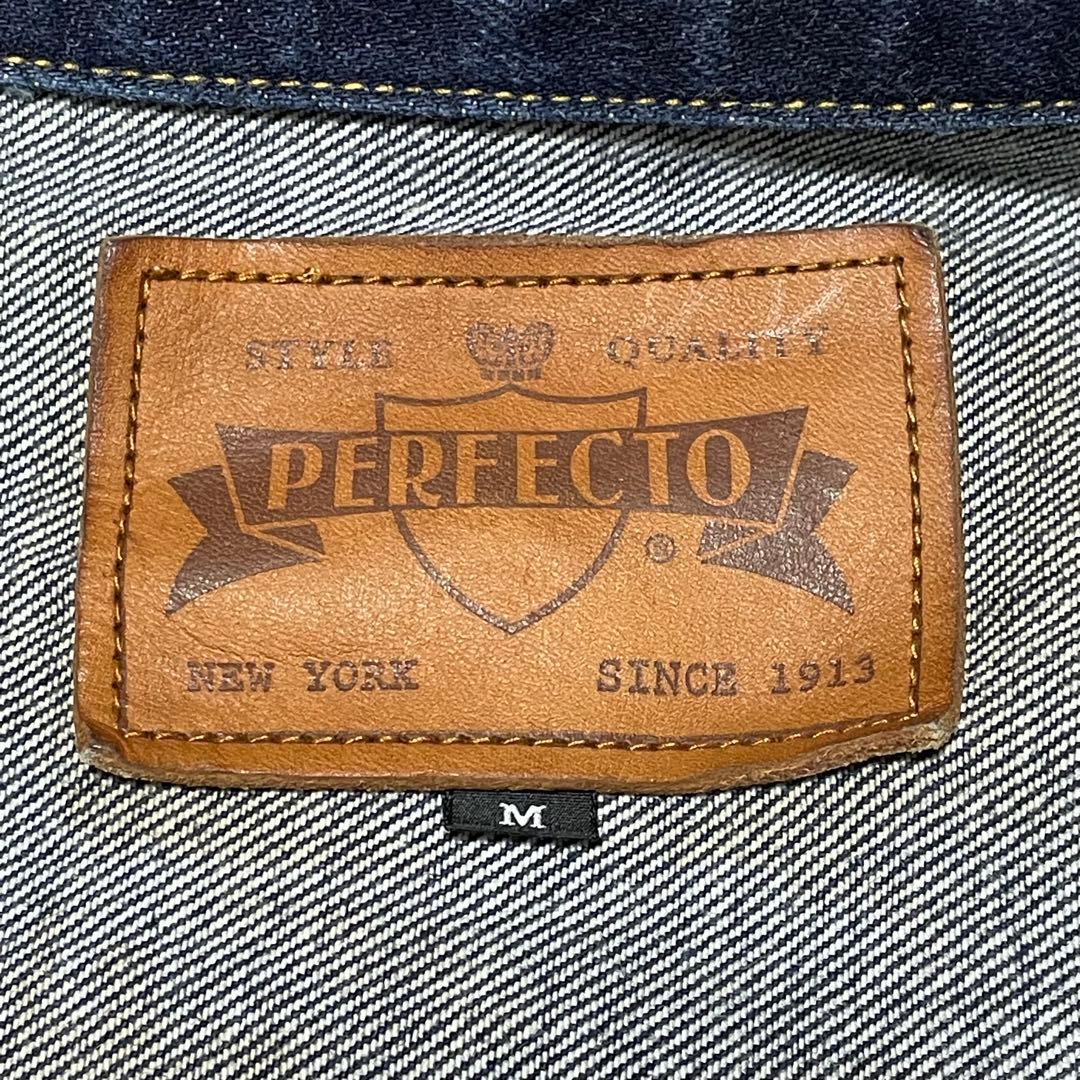 STYLE QUALITY
PERFECTO
®
NEW YORK SINCE 1913
M